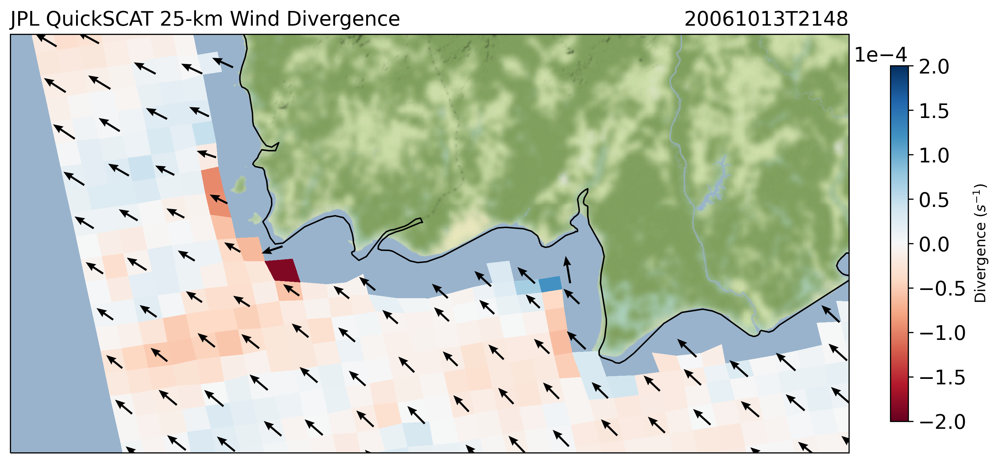 JPL QuickSCAT 25-km Wind Divergence
20061013T2148
1e−4
2.0
1.5
1.0
0.5
0.0
−0.5
−1.0
−1.5
−2.0
Divergence (s⁻¹)